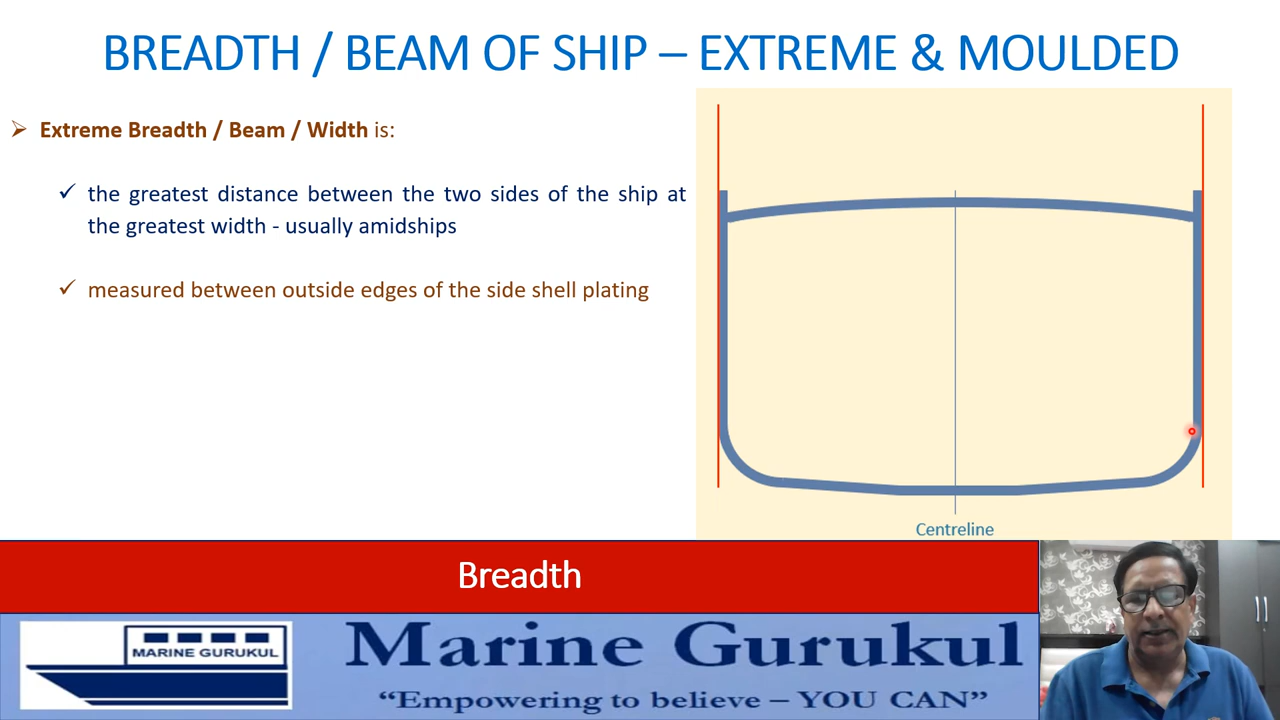 BREADTH / BEAM OF SHIP – EXTREME & MOULDED
➢ Extreme Breadth / Beam / Width is:
✓ the greatest distance between the two sides of the ship at
the greatest width - usually amidships
✓ measured between outside edges of the side shell plating
Centreline
Breadth
MARINE GURUKUL
Marine Gurukul
“Empowering to believe – YOU CAN”